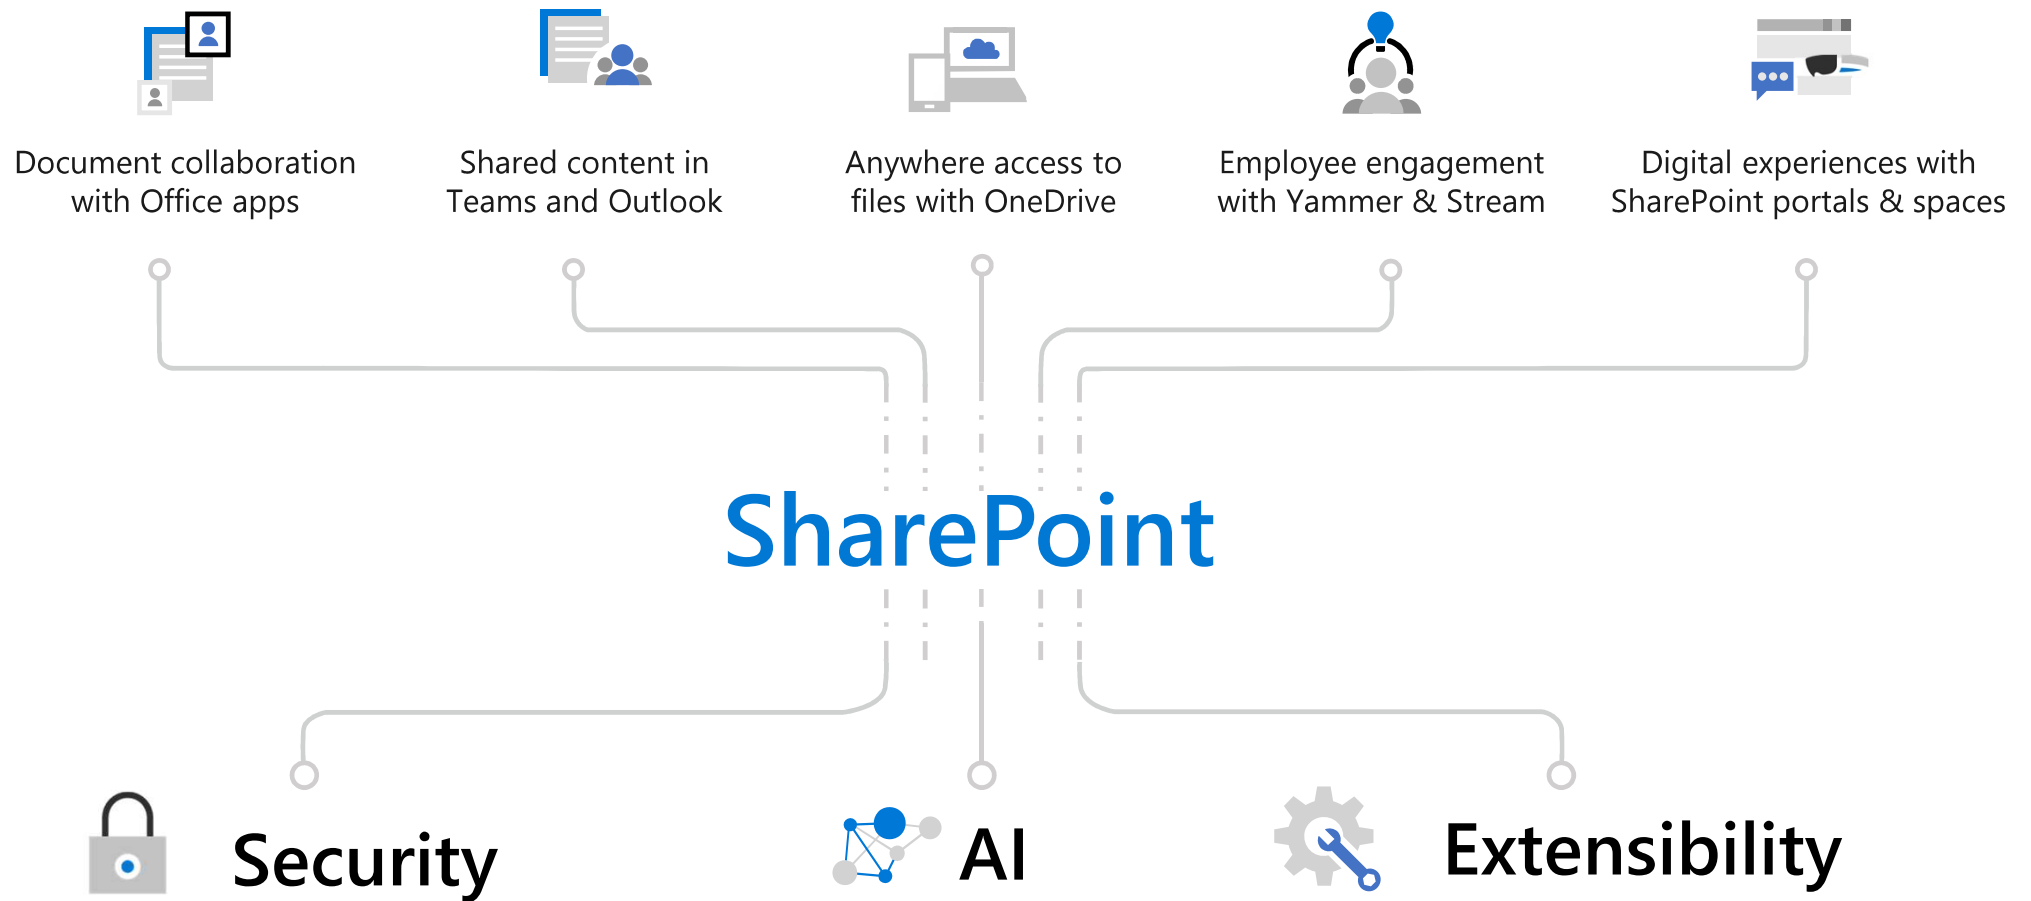 Document collaboration
with Office apps
Shared content in
Teams and Outlook
Anywhere access to
files with OneDrive
Employee engagement
with Yammer & Stream
Digital experiences with
SharePoint portals & spaces
SharePoint
Security
AI
Extensibility